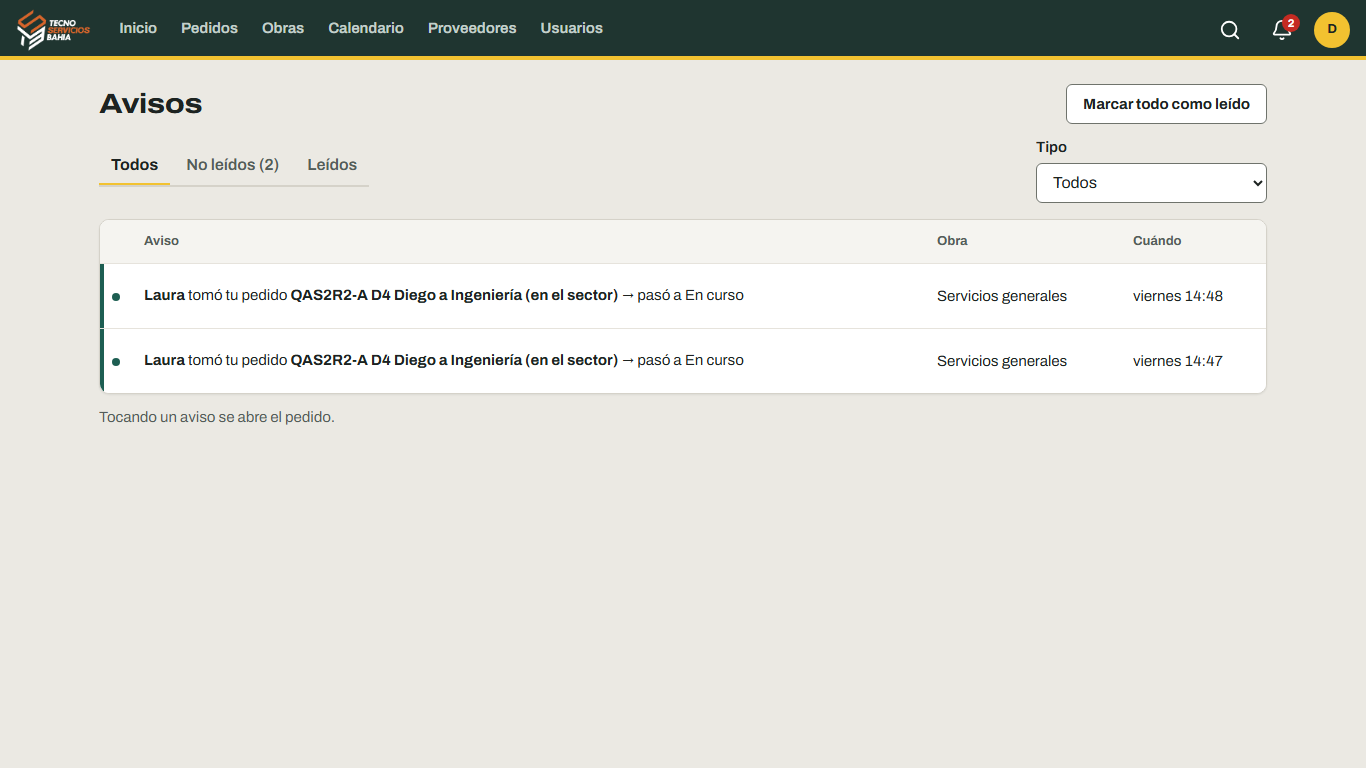 TECNO
SERVICIOS
BAHIA
Inicio
Pedidos
Obras
Calendario
Proveedores
Usuarios
2
D
Avisos
Marcar todo como leído
Todos
No leídos (2)
Leídos
Tipo
Todos
Aviso
Obra
Cuándo
Laura tomó tu pedido QAS2R2-A D4 Diego a Ingeniería (en el sector) → pasó a En curso
Servicios generales
viernes 14:48
Laura tomó tu pedido QAS2R2-A D4 Diego a Ingeniería (en el sector) → pasó a En curso
Servicios generales
viernes 14:47
Tocando un aviso se abre el pedido.